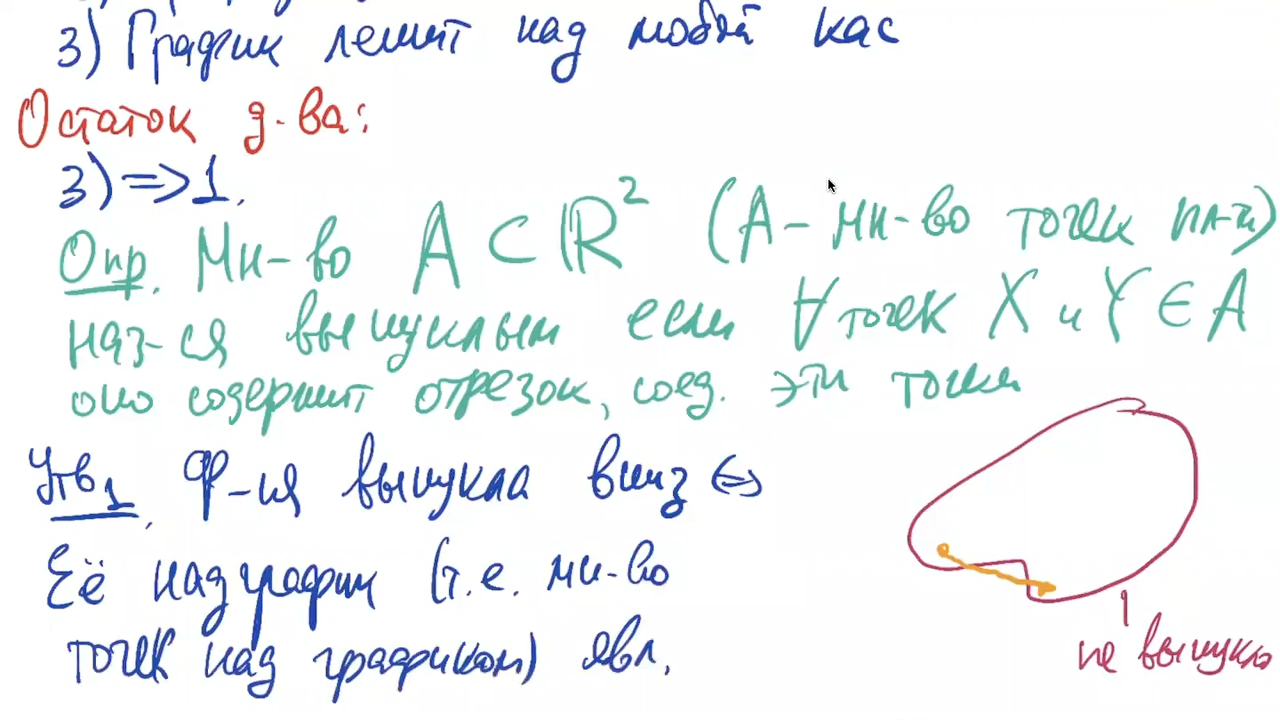 3) График лежит над любой кас
Остаток д-ва:
3) => 1.
Опр. Мн-во A ⊂ ℝ² (A - мн-во точек пл-и)
наз-ся выпуклым если ∀ точек X и Y ∈ A
оно содержит отрезок, соед. эти точки
Утв 1. Ф-ия выпукла вниз <=>
Её надграфик (т.е. мн-во
точек над графиком) явл.
не выпукло